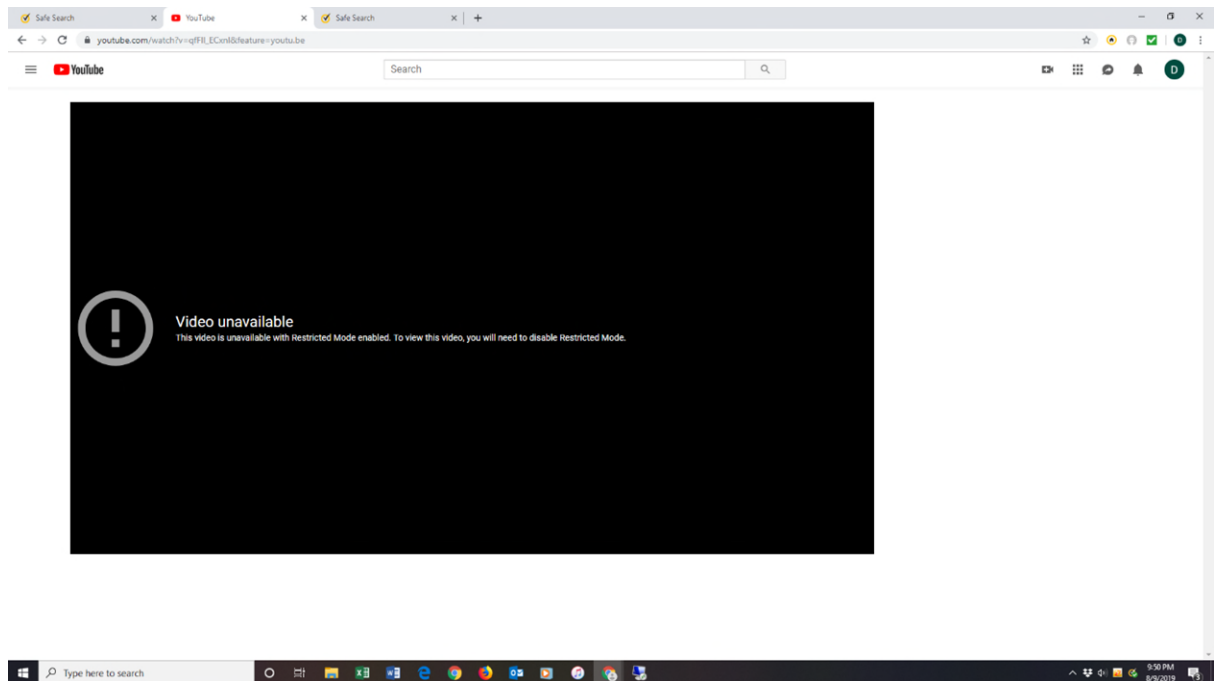 Safe Search
YouTube
Safe Search
youtube.com/watch?v=qfFIl_ECxnI&feature=youtu.be
YouTube
Search
D
D
Video unavailable
This video is unavailable with Restricted Mode enabled. To view this video, you will need to disable Restricted Mode.
Type here to search
9:50 PM
8/9/2019